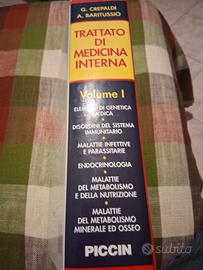 G. CREPALDI
A. BARITUSSIO
TRATTATO
DI
MEDICINA
INTERNA
Volume I
ELEMENTI DI GENETICA
MEDICA
DISORDINI DEL SISTEMA
IMMUNITARIO
MALATTIE INFETTIVE
E PARASSITARIE
ENDOCRINOLOGIA
MALATTIE
DEL METABOLISMO
E DELLA NUTRIZIONE
MALATTIE
DEL METABOLISMO
MINERALE ED OSSEO
PICCIN
subito